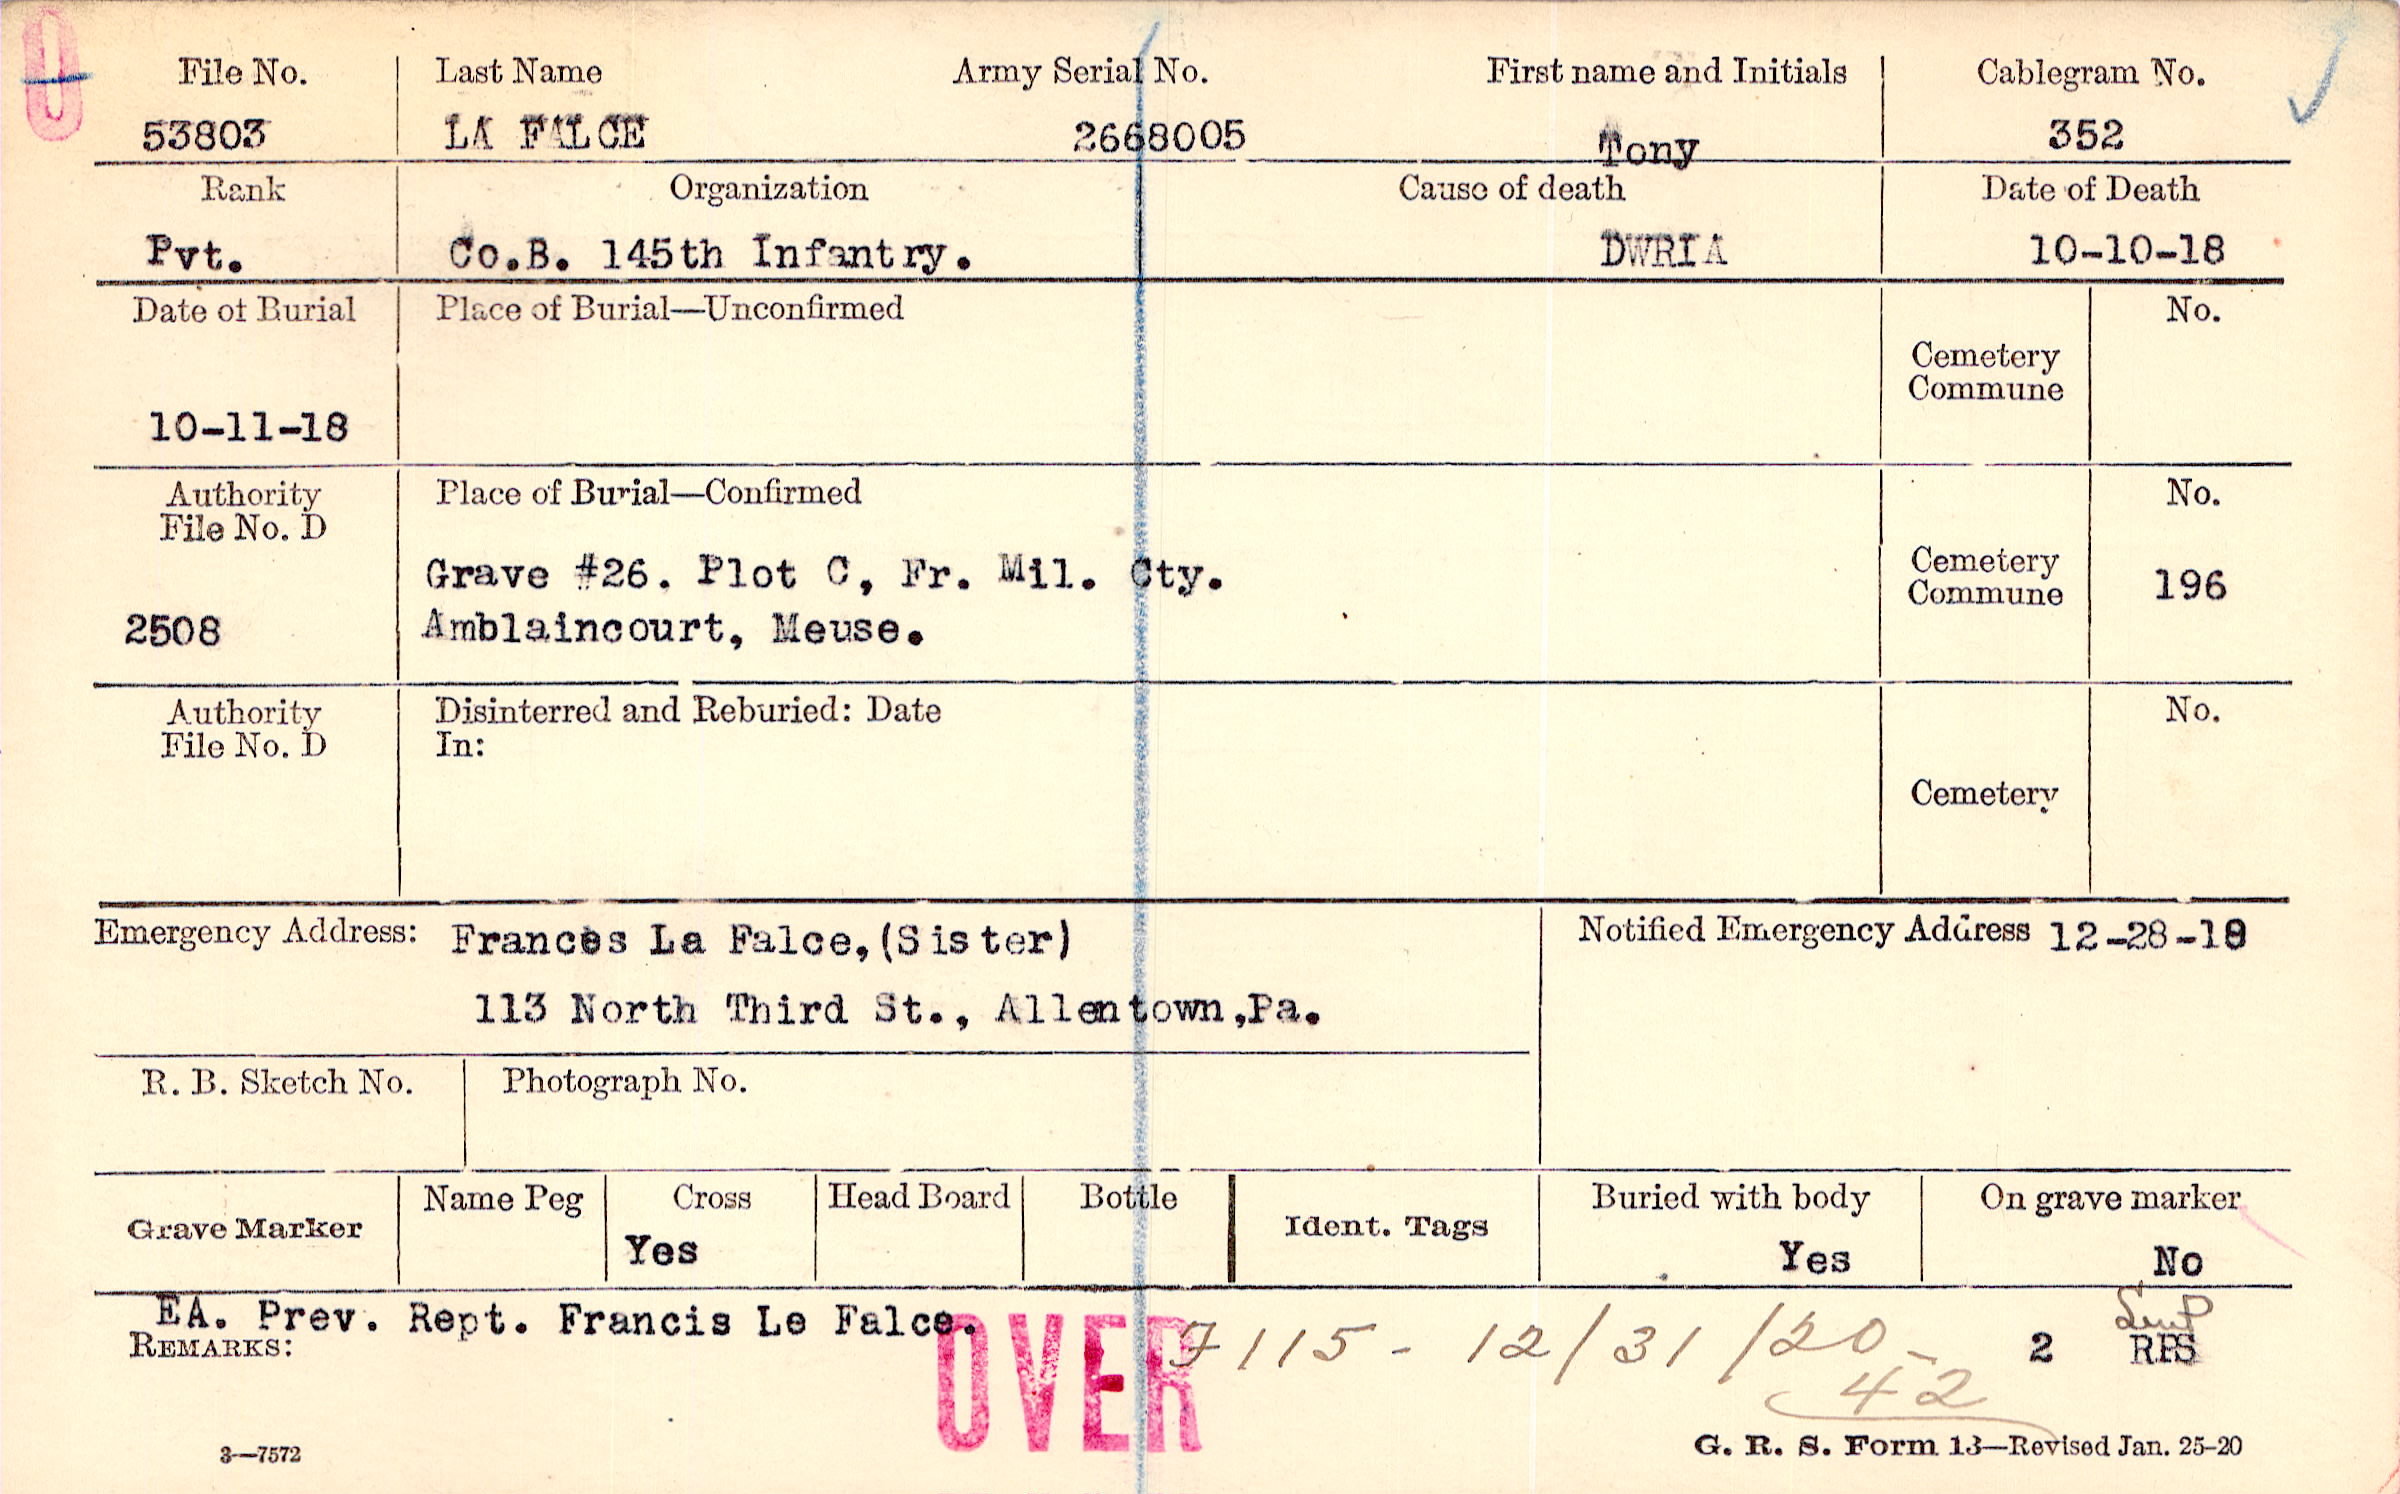 File No. Last Name Army Serial No. First name and Initials Cablegram No.
53803 LA FALCE 2668005 Tony 352
Rank Organization Cause of death Date of Death
Pvt. Co.B. 145th Infantry. DWRIA 10-10-18
Date of Burial Place of Burial—Unconfirmed No.
Cemetery
Commune
10-11-18
Authority Place of Burial—Confirmed No.
File No. D
Grave #26. Plot C, Fr. Mil. Cty. Cemetery
Commune 196
2508 Amblaincourt, Meuse.
Authority Disinterred and Reburied: Date No.
File No. D In:
Cemetery
Emergency Address: Frances La Falce,(Sister) Notified Emergency Address 12-28-18
113 North Third St., Allentown,Pa.
R. B. Sketch No. Photograph No.
Name Peg Cross Head Board Bottle Buried with body On grave marker
Grave Marker Ident. Tags
Yes Yes No
EA. Prev. Rept. Francis Le Falce.
REMARKS: OVER 7115 - 12/31/20- 2 RPS
42
3—7572 G. R. S. Form 13—Revised Jan. 25-20